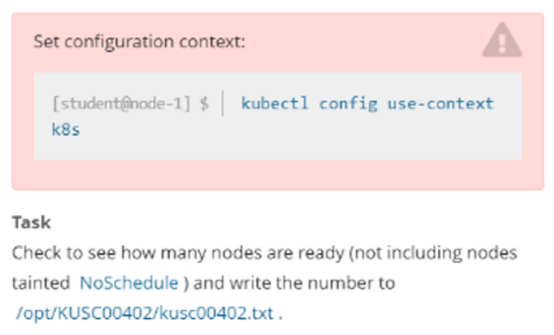 Set configuration context:
[student@node-1] $ | kubectl config use-context
k8s
Task
Check to see how many nodes are ready (not including nodes
tainted NoSchedule ) and write the number to
/opt/KUSC00402/kusc00402.txt .